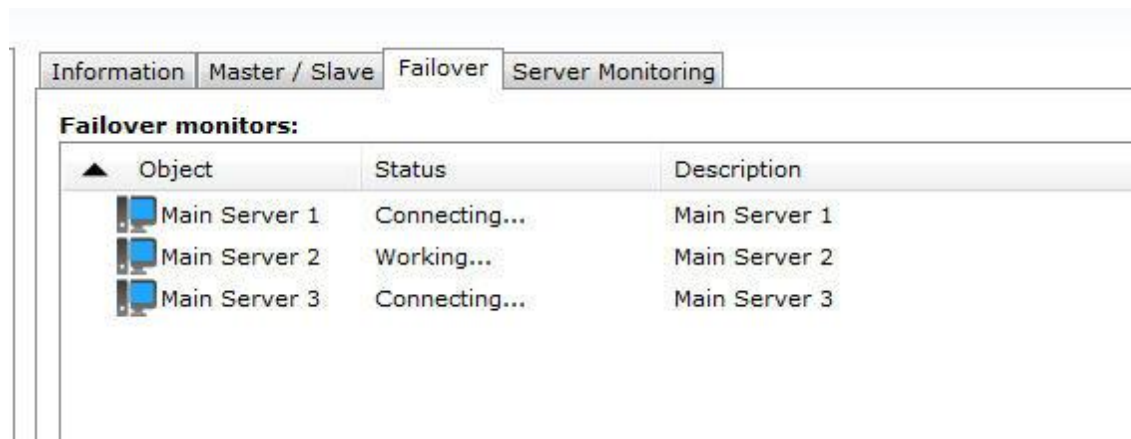 Information Master / Slave Failover Server Monitoring
Failover monitors:
Object Status Description
Main Server 1 Connecting... Main Server 1
Main Server 2 Working... Main Server 2
Main Server 3 Connecting... Main Server 3